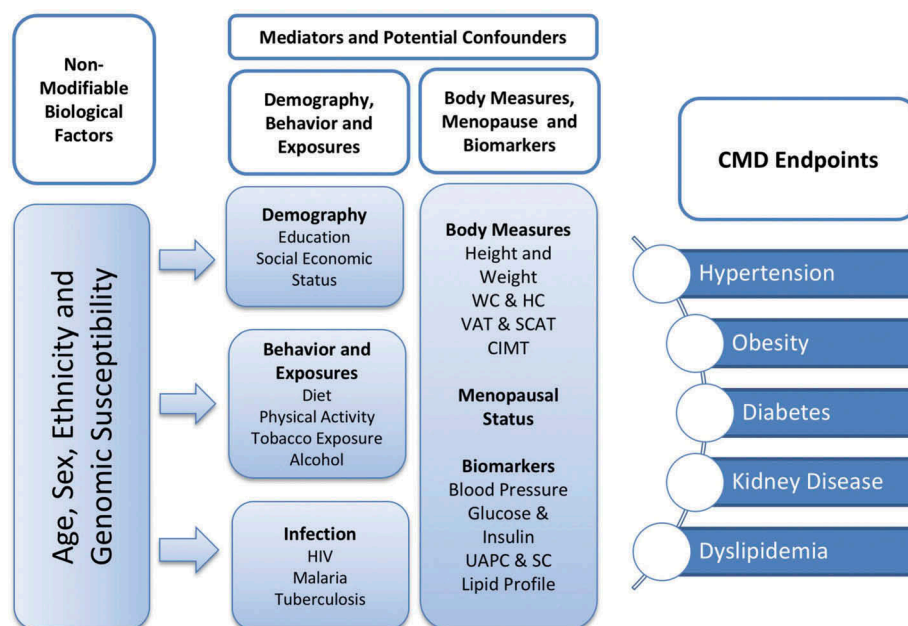 Non-
Modifiable
Biological
Factors
Age, Sex, Ethnicity and
Genomic Susceptibility
Mediators and Potential Confounders
Demography,
Behavior and
Exposures
Demography
Education
Social Economic
Status
Behavior and
Exposures
Diet
Physical Activity
Tobacco Exposure
Alcohol
Infection
HIV
Malaria
Tuberculosis
Body Measures,
Menopause and
Biomarkers
Body Measures
Height and
Weight
WC & HC
VAT & SCAT
CIMT
Menopausal
Status
Biomarkers
Blood Pressure
Glucose &
Insulin
UAPC & SC
Lipid Profile
CMD Endpoints
Hypertension
Obesity
Diabetes
Kidney Disease
Dyslipidemia